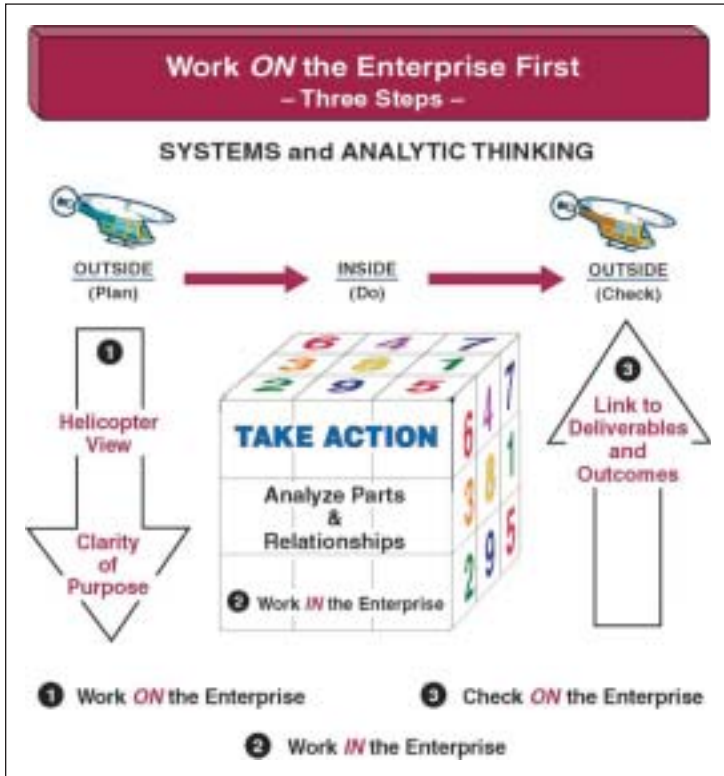 Work ON the Enterprise First
– Three Steps –
SYSTEMS and ANALYTIC THINKING
OUTSIDE
(Plan)
INSIDE
(Do)
OUTSIDE
(Check)
1
Helicopter
View
Clarity
of
Purpose
6 4 7
3 8 1
2 9 5
TAKE ACTION
Analyze Parts
&
Relationships
2 Work IN the Enterprise
6 4 7
3 8 1
2 9 5
3
Link to
Deliverables
and
Outcomes
1 Work ON the Enterprise
3 Check ON the Enterprise
2 Work IN the Enterprise